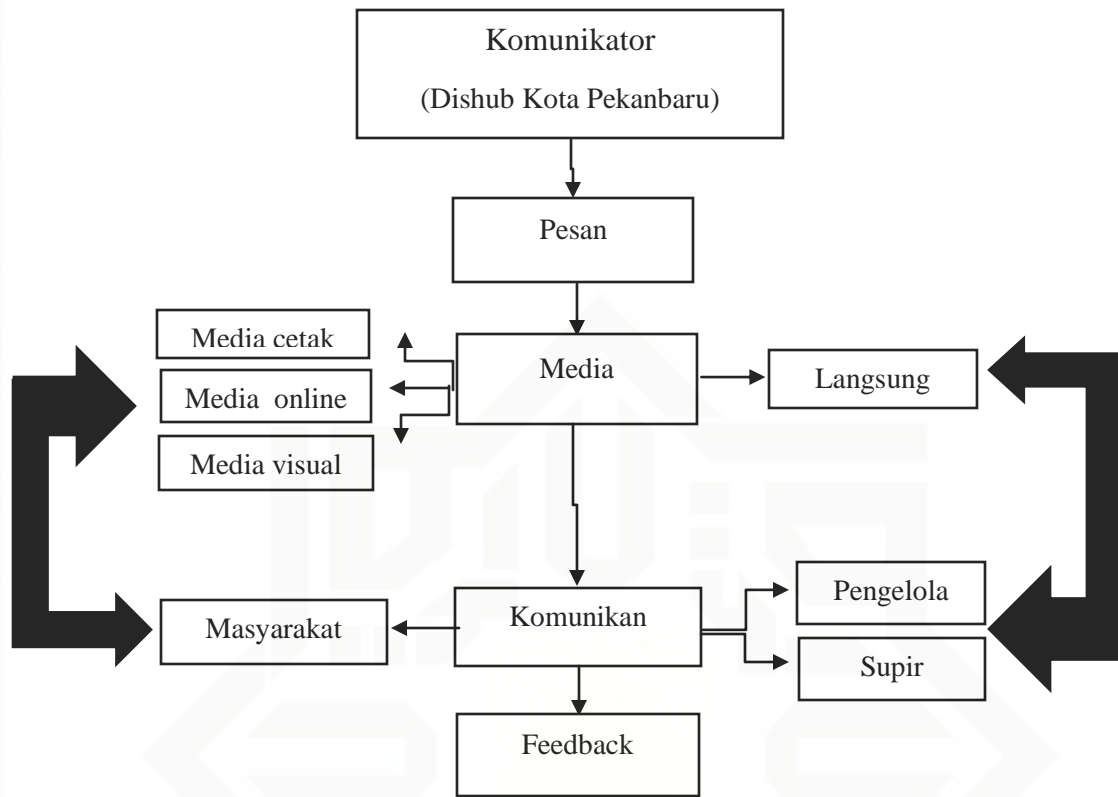 Komunikator
(Dishub Kota Pekanbaru)
Pesan
Media cetak
Media online
Media visual
Media
Langsung
Masyarakat
Komunikan
Pengelola
Supir
Feedback